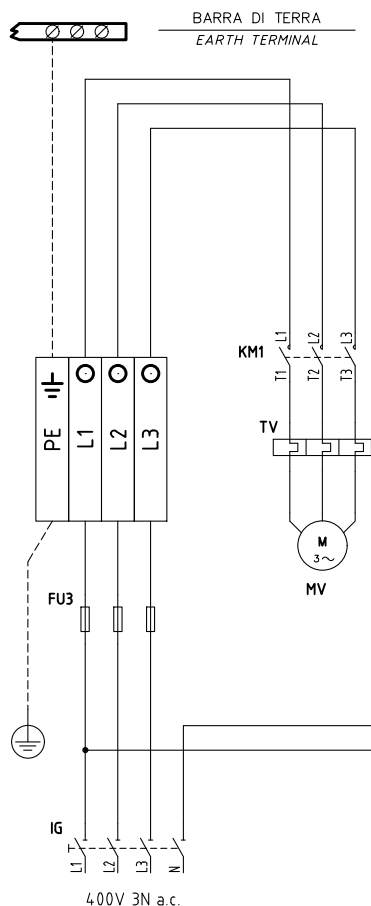 BARRA DI TERRA
EARTH TERMINAL
KM1
L1
L2
L3
T1
T2
T3
PE
L1
L2
L3
TV
M
3~
MV
FU3
IG
L1
L2
L3
N
400V 3N a.c.